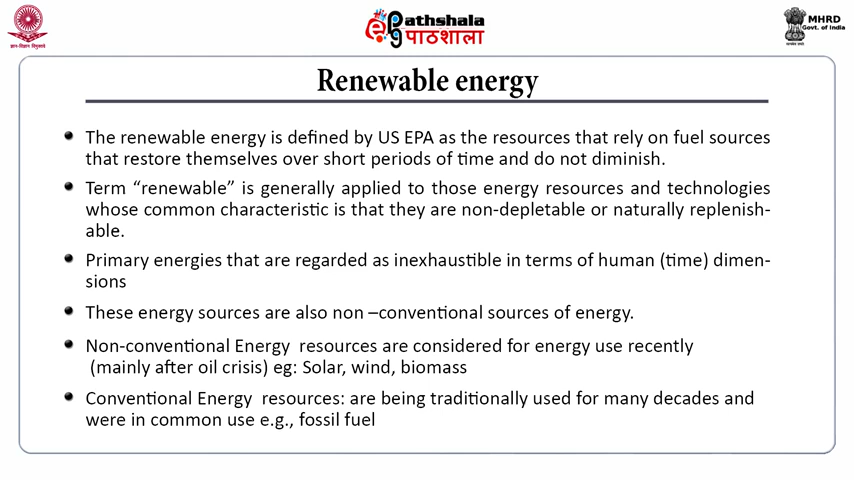 ePathshala
पाठशाला
MHRD
Govt. of India
ज्ञान-विज्ञान विमुक्तये
Renewable energy
The renewable energy is defined by US EPA as the resources that rely on fuel sources
that restore themselves over short periods of time and do not diminish.
Term “renewable” is generally applied to those energy resources and technologies
whose common characteristic is that they are non-depletable or naturally replenish-
able.
Primary energies that are regarded as inexhaustible in terms of human (time) dimen-
sions
These energy sources are also non –conventional sources of energy.
Non-conventional Energy resources are considered for energy use recently
(mainly after oil crisis) eg: Solar, wind, biomass
Conventional Energy resources: are being traditionally used for many decades and
were in common use e.g., fossil fuel